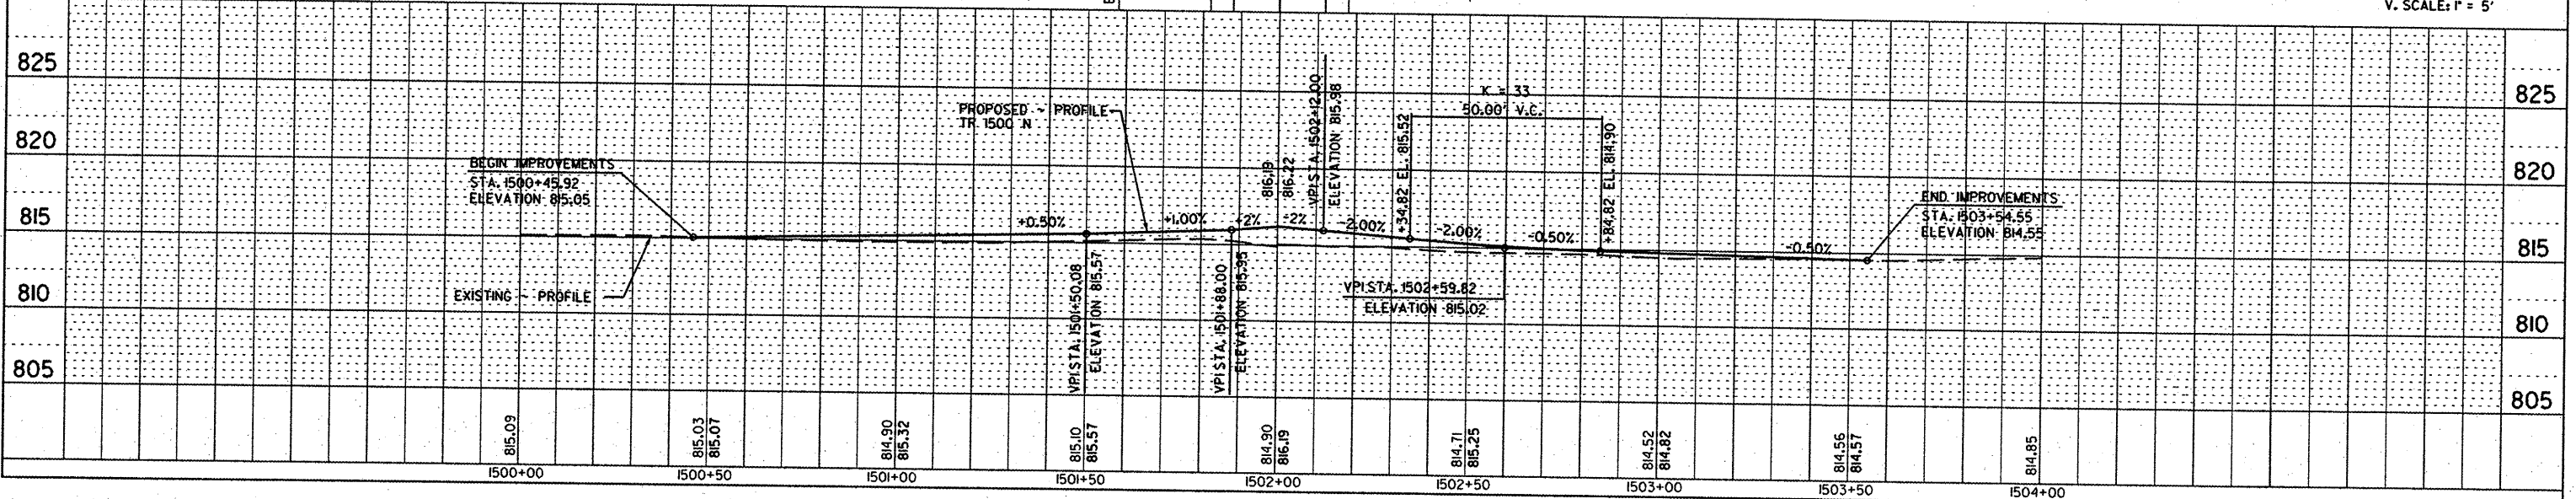 V. SCALE: 1" = 5'
825
825
820
820
815
815
810
810
805
805
BEGIN IMPROVEMENTS
STA. 1500+45.92
ELEVATION 815.05
EXISTING ~ PROFILE
PROPOSED ~ PROFILE
TR 1500 N
+0.50%
+1.00%
+2%
-2%
-2.00%
-2.00%
-0.50%
-0.50%
VPI STA. 1501+50.08
ELEVATION 815.57
VPI STA. 1501+88.00
ELEVATION 815.95
816.19
816.22
VPI STA. 1502+12.00
ELEVATION 815.98
K = 33
50.00' V.C.
+34.82 EL. 815.52
+84.82 EL. 814.90
VPI STA. 1502+59.82
ELEVATION 815.02
END IMPROVEMENTS
STA. 1503+54.55
ELEVATION 814.55
815.09
815.03
815.07
814.90
815.32
815.10
815.57
814.90
816.19
814.71
815.25
814.52
814.82
814.56
814.57
814.85
1500+00
1500+50
1501+00
1501+50
1502+00
1502+50
1503+00
1503+50
1504+00